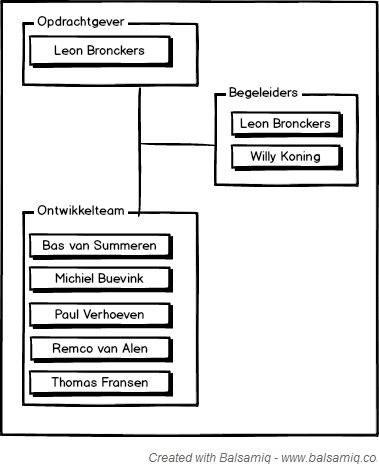 Opdrachtgever
Leon Bronckers
Begeleiders
Leon Bronckers
Willy Koning
Ontwikkelteam
Bas van Summeren
Michiel Buevink
Paul Verhoeven
Remco van Alen
Thomas Fransen
Created with Balsamiq - www.balsamiq.co